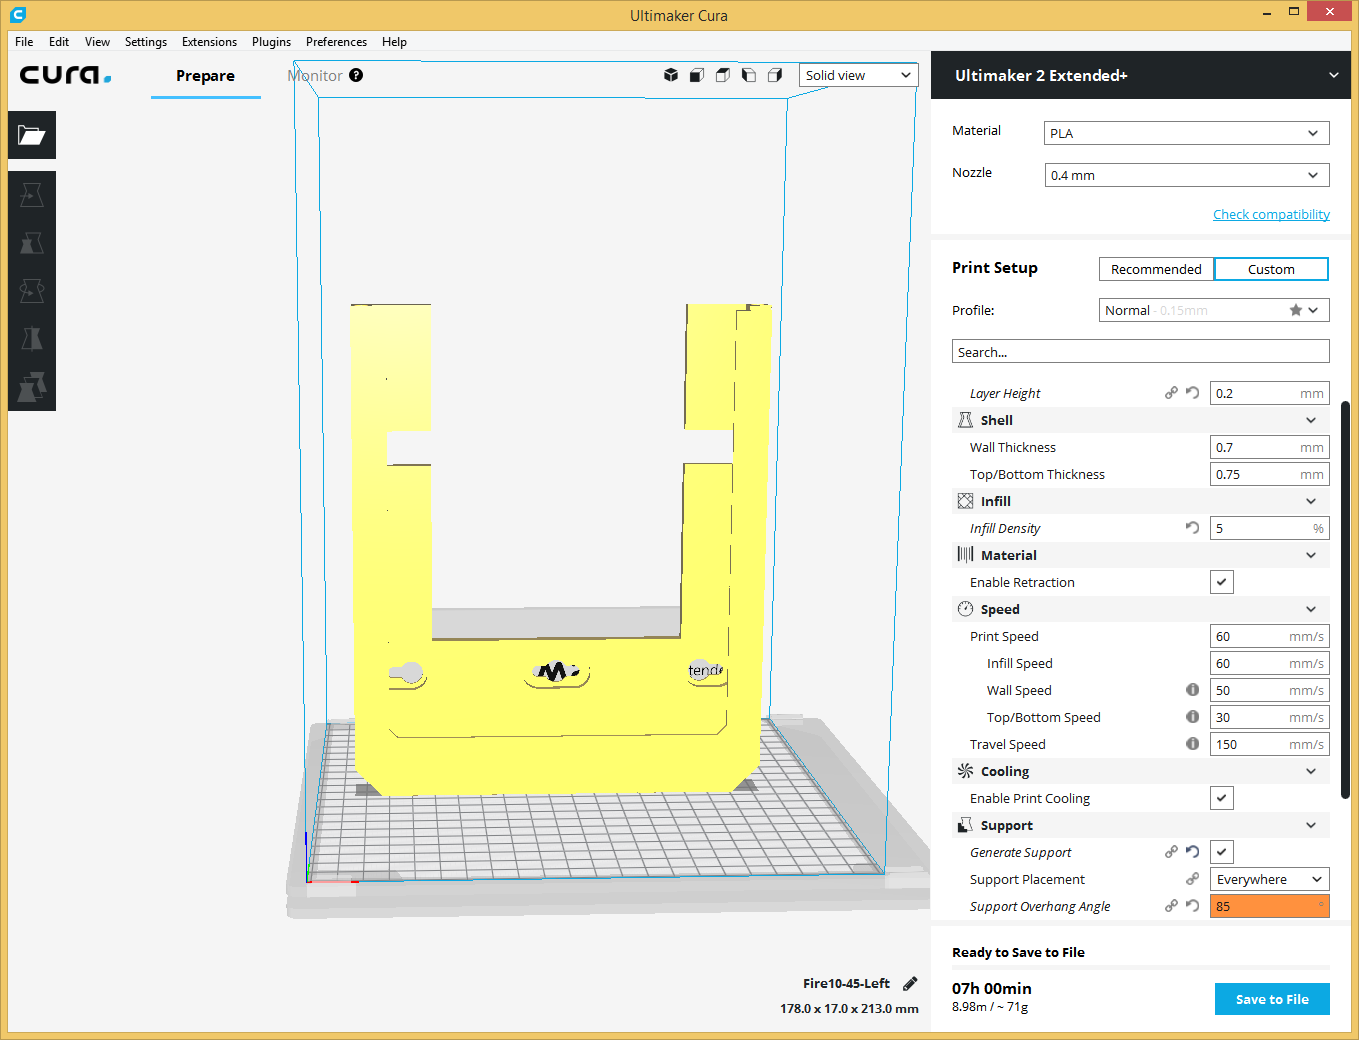 Ultimaker Cura
File Edit View Settings Extensions Plugins Preferences Help
cura.
Prepare
Monitor ?
Solid view
Ultimaker 2 Extended+
Material
PLA
Nozzle
0.4 mm
Check compatibility
Print Setup
Recommended
Custom
Profile:
Normal - 0.15mm
Search...
Layer Height
0.2 mm
Shell
Wall Thickness
0.7 mm
Top/Bottom Thickness
0.75 mm
Infill
Infill Density
5 %
Material
Enable Retraction
Speed
Print Speed
60 mm/s
Infill Speed
60 mm/s
Wall Speed
50 mm/s
Top/Bottom Speed
30 mm/s
Travel Speed
150 mm/s
Cooling
Enable Print Cooling
Support
Generate Support
Support Placement
Everywhere
Support Overhang Angle
85 °
tende
Fire10-45-Left
178.0 x 17.0 x 213.0 mm
Ready to Save to File
07h 00min
8.98m / ~ 71g
Save to File